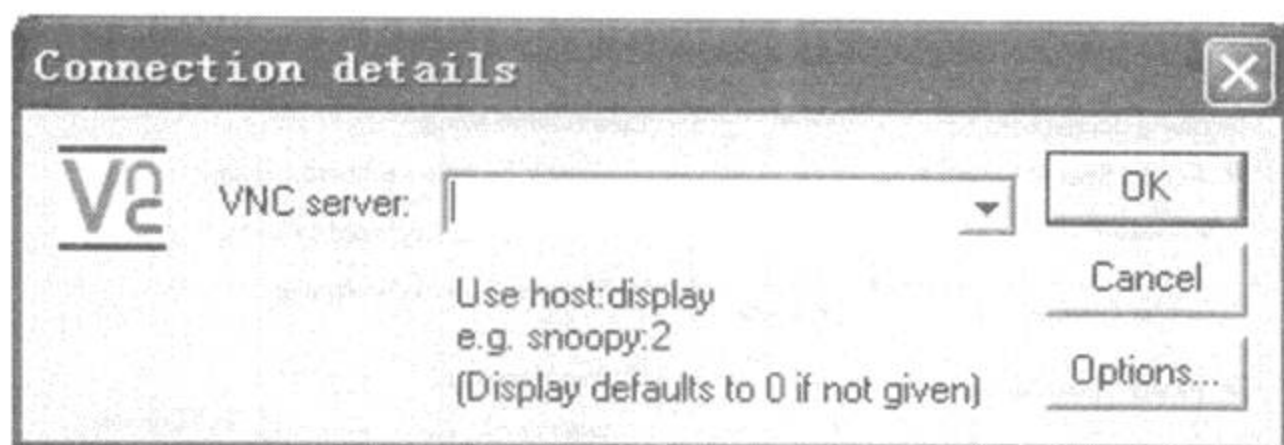 Connection details
VNC
VNC server:
OK
Cancel
Use host:display
e.g. snoopy:2
(Display defaults to 0 if not given)
Options...